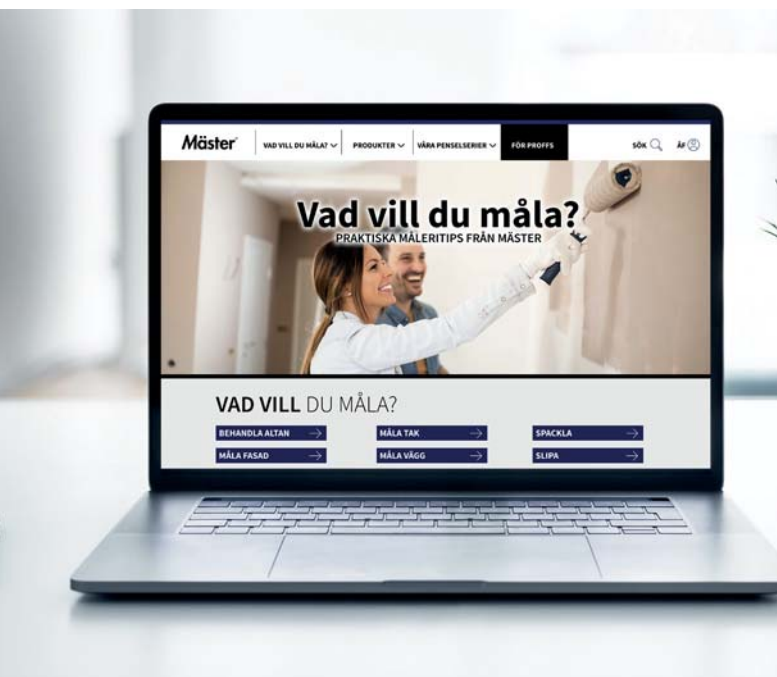 Mäster
VAD VILL DU MÅLA?
PRODUKTER
VÅRA PENSELSERIER
FÖR PROFFS
SÖK
ÅF
Vad vill du måla?
PRAKTISKA MÅLERITIPS FRÅN MÄSTER
VAD VILL DU MÅLA?
BEHANDLA ALTAN
MÅLA TAK
SPACKLA
MÅLA FASAD
MÅLA VÄGG
SLIPA